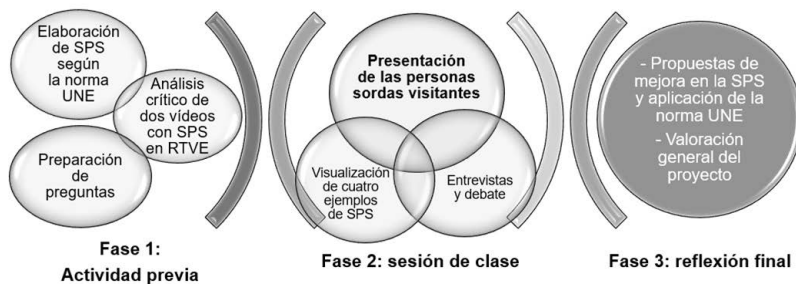 Elaboración
de SPS
según
la norma
UNE
Análisis
crítico de
dos vídeos
con SPS
en RTVE
Preparación
de
preguntas
Fase 1:
Actividad previa
Presentación
de las personas
sordas visitantes
Visualización
de cuatro
ejemplos
de SPS
Entrevistas
y debate
Fase 2: sesión de clase
- Propuestas de
mejora en la SPS
y aplicación de la
norma UNE
- Valoración
general del
proyecto
Fase 3: reflexión final